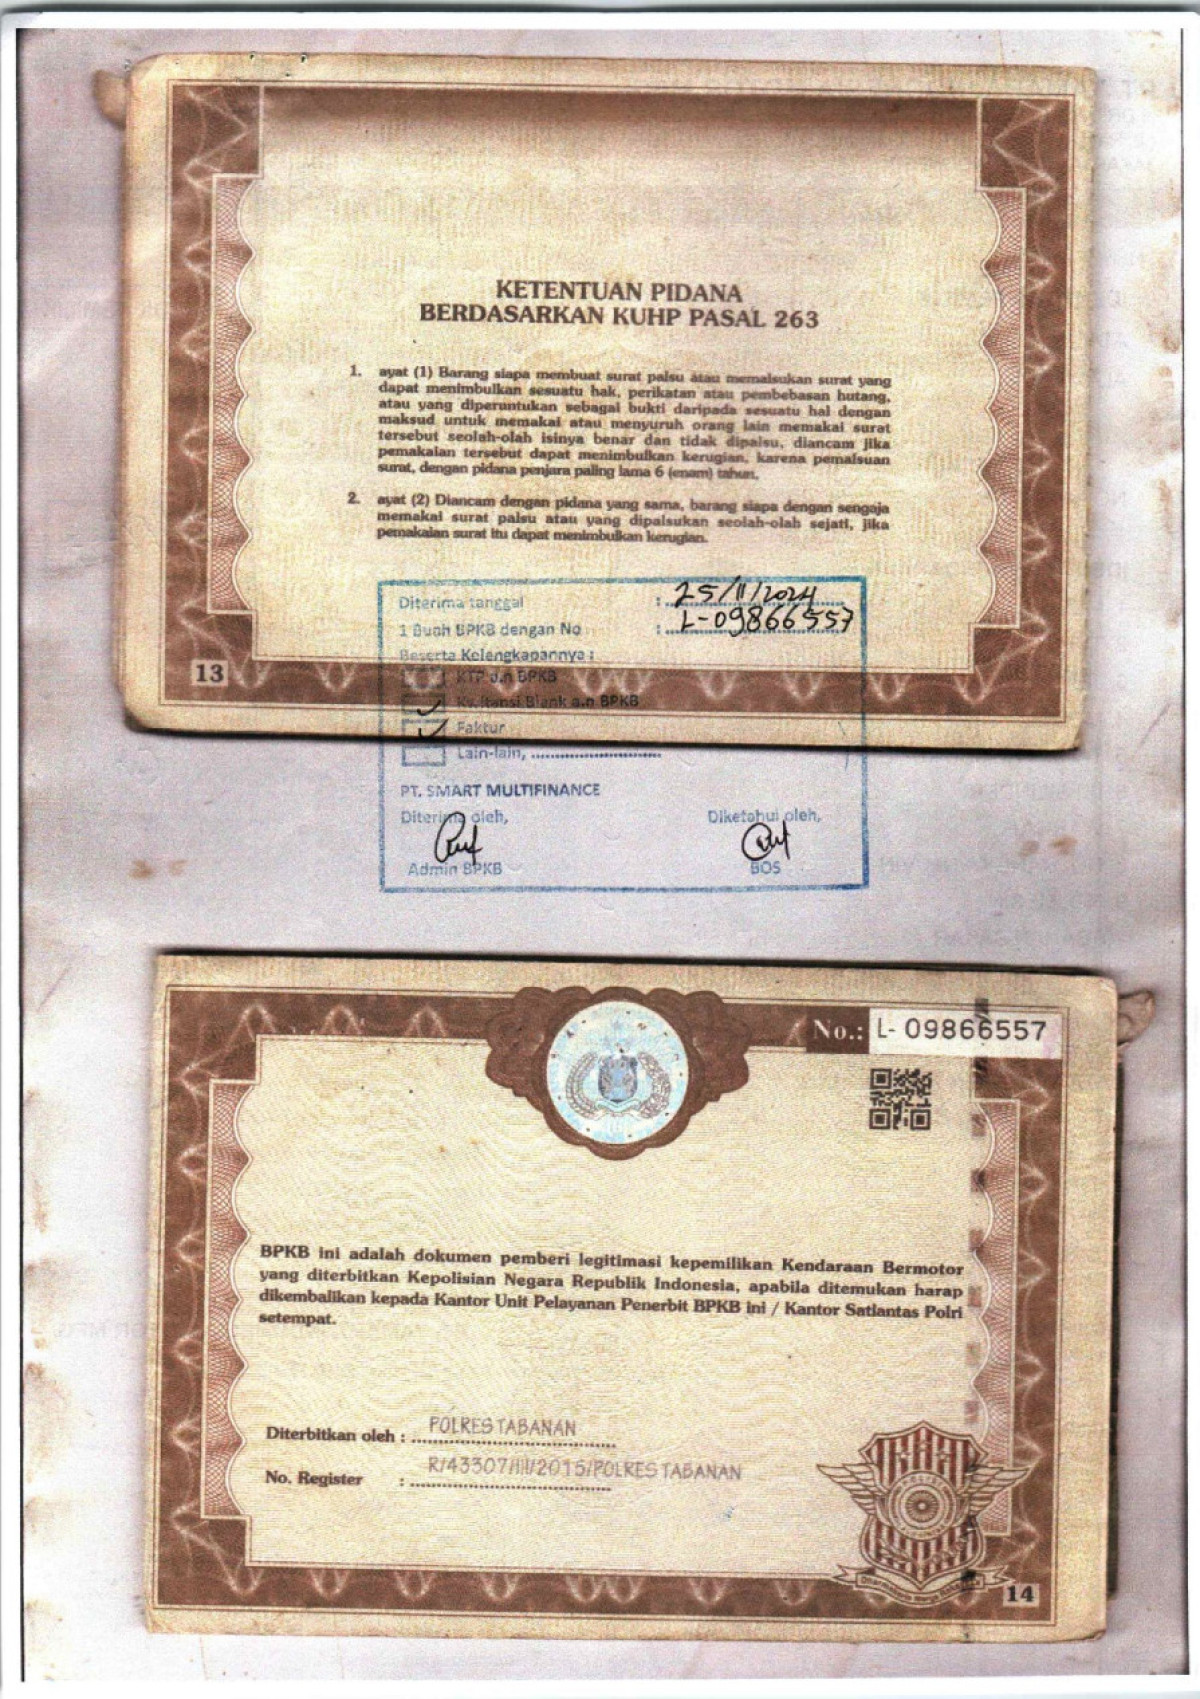 KETENTUAN PIDANA
BERDASARKAN KUHP PASAL 263
1. ayat (1) Barang siapa membuat surat palsu atau memalsukan surat yang
dapat menimbulkan sesuatu hak, perikatan atau pembebasan hutang,
atau yang diperuntukan sebagai bukti daripada sesuatu hal dengan
maksud untuk memakai atau menyuruh orang lain memakai surat
tersebut seolah-olah isinya benar dan tidak dipalsu, diancam jika
pemakaian tersebut dapat menimbulkan kerugian, karena pemalsuan
surat, dengan pidana penjara paling lama 6 (enam) tahun.
2. ayat (2) Diancam dengan pidana yang sama, barang siapa dengan sengaja
memakai surat palsu atau yang dipalsukan seolah-olah sejati, jika
pemakaian surat itu dapat menimbulkan kerugian.
Diterima tanggal : 25/11/2024
1 Buah BPKB dengan No : L-09866557
Beserta Kelengkapannya :
KTP a.n BPKB
Kwitansi Blank a.n BPKB
Faktur
Lain-lain, ........................
13
PT. SMART MULTIFINANCE
Diterima oleh, Diketahui oleh,
Admin BPKB BOS
No.: L- 09866557
BPKB ini adalah dokumen pemberi legitimasi kepemilikan Kendaraan Bermotor
yang diterbitkan Kepolisian Negara Republik Indonesia, apabila ditemukan harap
dikembalikan kepada Kantor Unit Pelayanan Penerbit BPKB ini / Kantor Satlantas Polri
setempat.
Diterbitkan oleh : POLRES TABANAN
No. Register : R/43307/III/2015/POLRES TABANAN
14